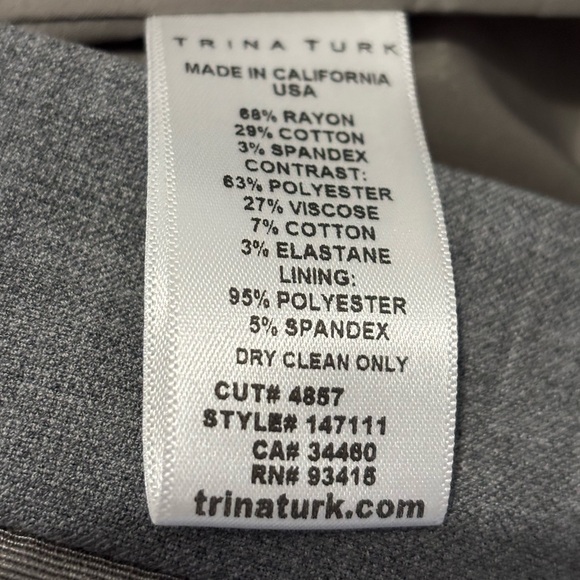 TRINA TURK
MADE IN CALIFORNIA
USA
68% RAYON
29% COTTON
3% SPANDEX
CONTRAST:
63% POLYESTER
27% VISCOSE
7% COTTON
3% ELASTANE
LINING:
95% POLYESTER
5% SPANDEX
DRY CLEAN ONLY
CUT# 4857
STYLE# 147111
CA# 34460
RN# 93415
trinaturk.com